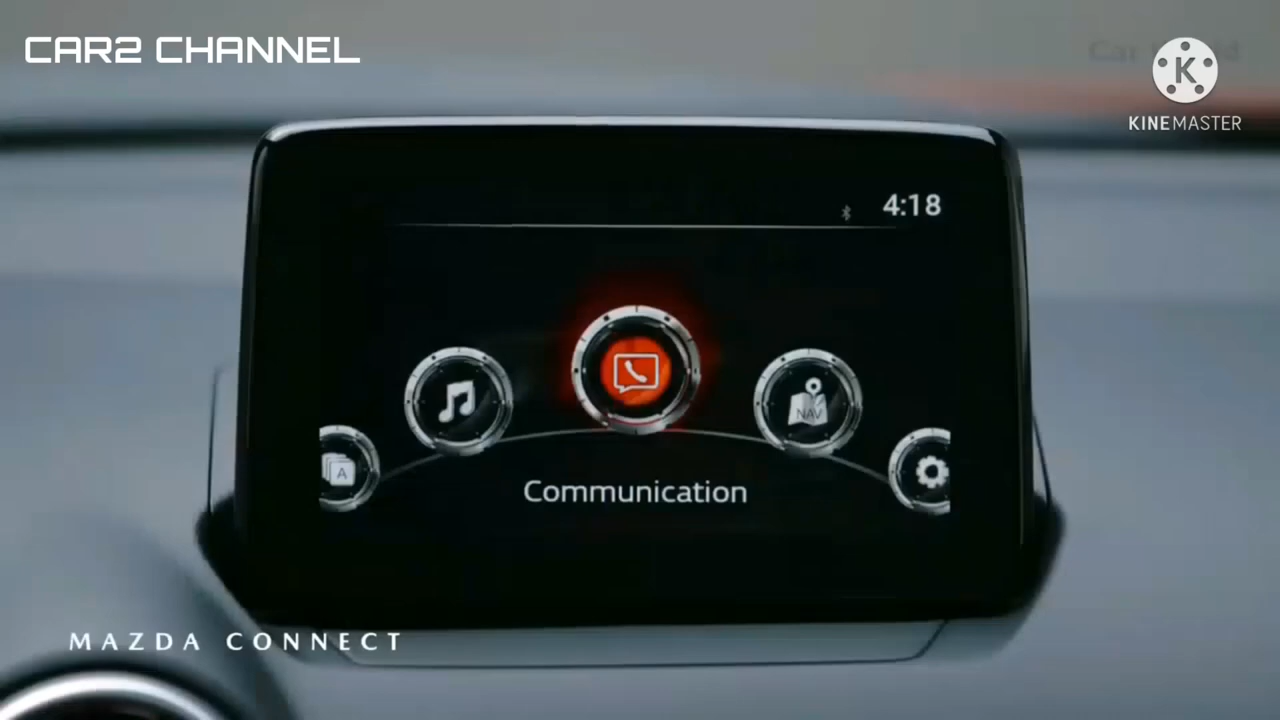 CAR2 CHANNEL
K
KINEMASTER
4:18
A
NAV
Communication
MAZDA CONNECT